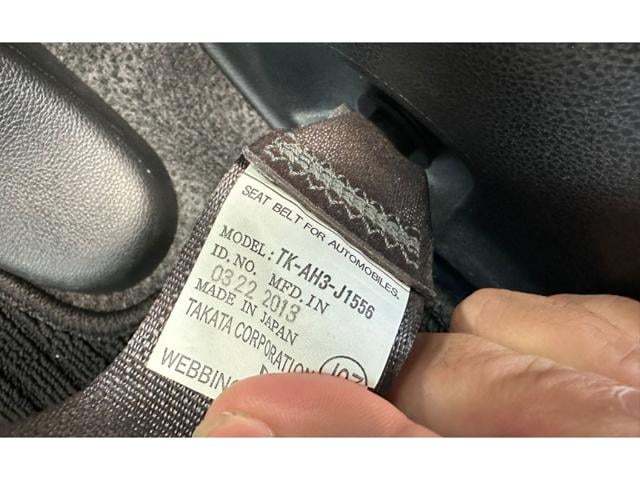 SEAT BELT FOR AUTOMOBILES.
MODEL: TK-AH3-J1556
ID. NO. MFD. IN
03 22 2013
MADE IN JAPAN
TAKATA CORPORATION
WEBBING